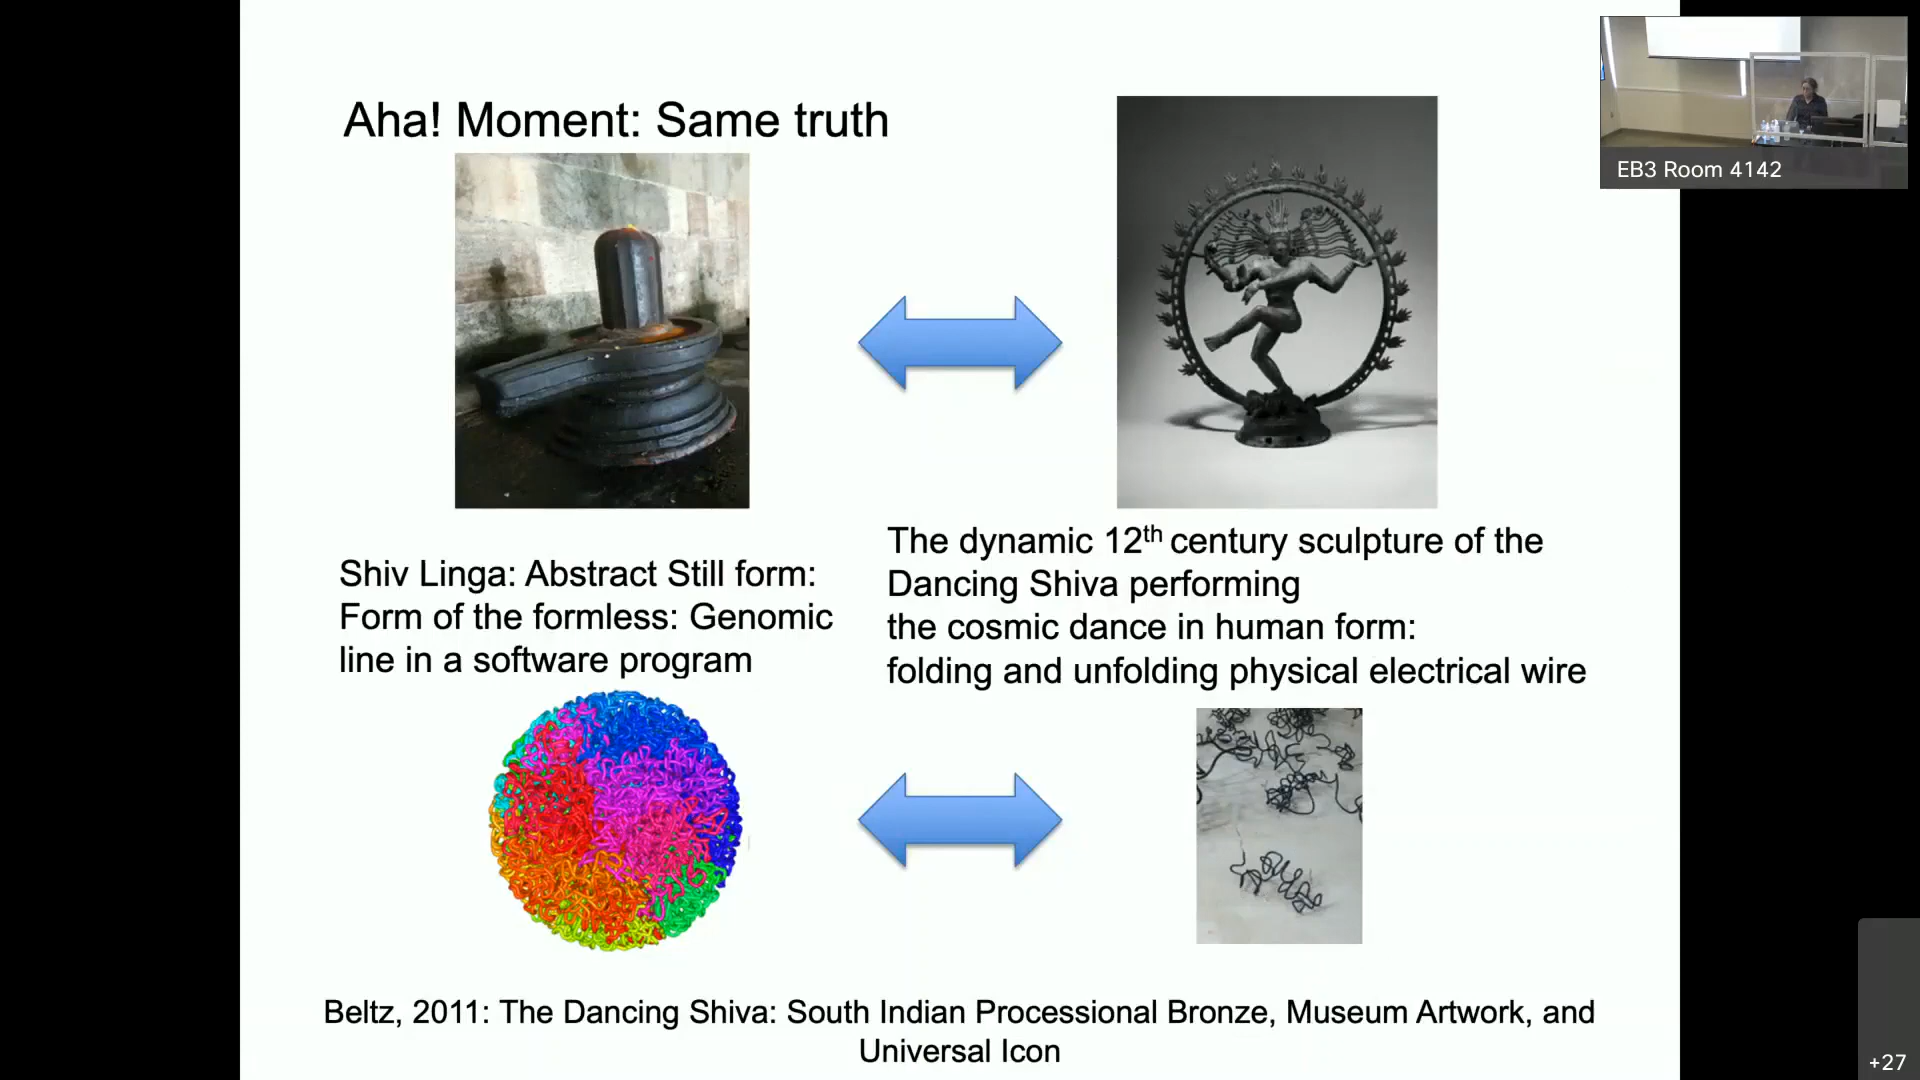 Aha! Moment: Same truth
EB3 Room 4142
Shiv Linga: Abstract Still form:
Form of the formless: Genomic
line in a software program
The dynamic 12th century sculpture of the
Dancing Shiva performing
the cosmic dance in human form:
folding and unfolding physical electrical wire
Beltz, 2011: The Dancing Shiva: South Indian Processional Bronze, Museum Artwork, and
Universal Icon
+27